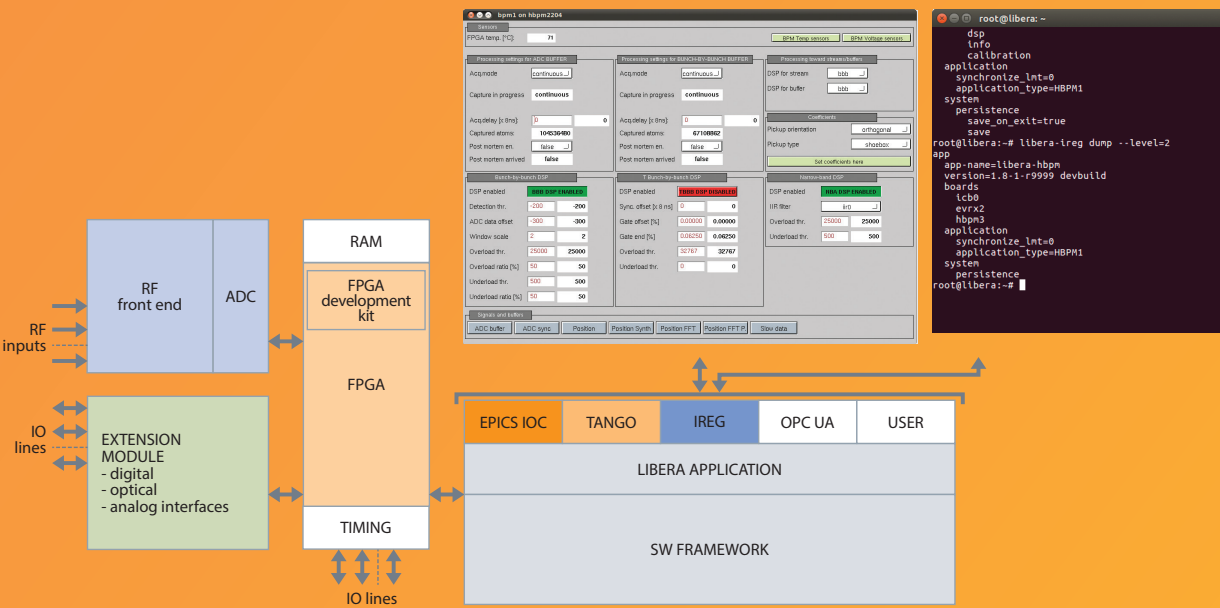 bpm1 on hbpm2204
Sensors
FPGA temp. [°C]: 71
BPM Temp sensors
BPM Voltage sensors
Processing settings for ADC BUFFER
Acq.mode continuous
Capture in progress continuous
Acq.delay [x 8ns] 0 0
Captured atoms: 104536480
Post mortem en. false
Post mortem arrived false
Processing settings for BUNCH-BY-BUNCH BUFFER
Acq.mode continuous
Capture in progress continuous
Acq.delay [x 8ns] 0 0
Captured atoms: 67108862
Post mortem en. false
Post mortem arrived false
Processing toward streams/buffers
DSP for stream bbb
DSP for buffer bbb
Coefficients
Pickup orientation orthogonal
Pickup type shoebox
Set coefficients here
Bunch-by-bunch DSP
DSP enabled BBB DSP ENABLED
Detection thr. -200 -200
ADC data offset -300 -300
Window scale 2 2
Overload thr. 25000 25000
Overload ratio [%] 50 50
Underload thr. 500 500
Underload ratio [%] 50 50
T Bunch-by-bunch DSP
DSP enabled TBBB DSP DISABLED
Sync. offset [x 8 ns] 0 0
Gate offset [%] 0.00000 0.00000
Gate end [%] 0.06250 0.06250
Overload thr. 32767 32767
Underload thr. 0 0
Narrow-band DSP
DSP enabled NBA DSP ENABLED
IIR filter iir0
Overload thr. 25000 25000
Underload thr. 500 500
Signals and buffers
ADC buffer
ADC sync
Position
Position Synth
Position FFT
Position FFT P.
Slow data
root@libera: ~
dsp
info
calibration
application
synchronize_lmt=0
application_type=HBPM1
system
persistence
save_on_exit=true
save
root@libera:~# libera-ireg dump --level=2
app
app-name=libera-hbpm
version=1.8-1-r9999 devbuild
boards
icb0
evrx2
hbpm3
application
synchronize_lmt=0
application_type=HBPM1
system
persistence
root@libera:~#
RF
inputs
RF
front end
ADC
RAM
FPGA
development
kit
FPGA
TIMING
IO lines
IO
lines
EXTENSION
MODULE
- digital
- optical
- analog interfaces
EPICS IOC
TANGO
IREG
OPC UA
USER
LIBERA APPLICATION
SW FRAMEWORK